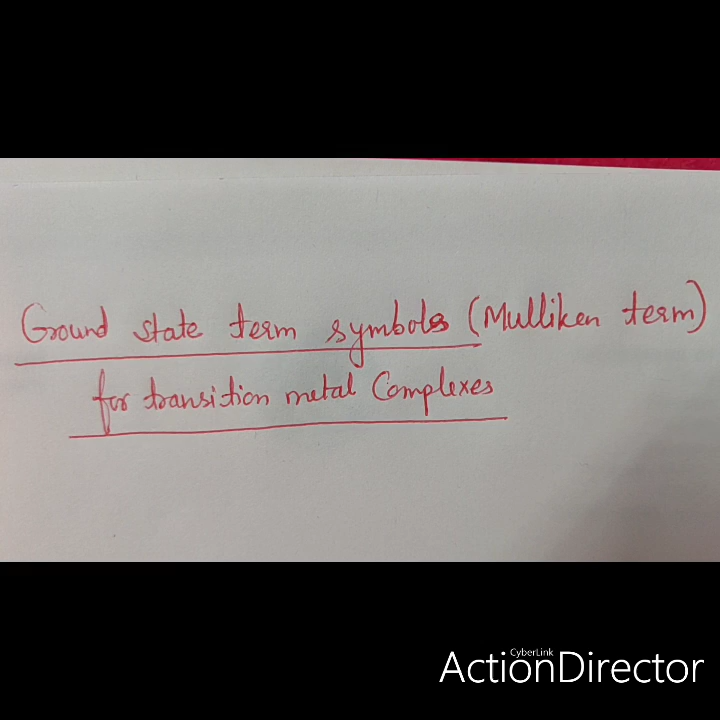 Ground state term symbols (Mulliken term)
for transition metal Complexes
CyberLink
ActionDirector